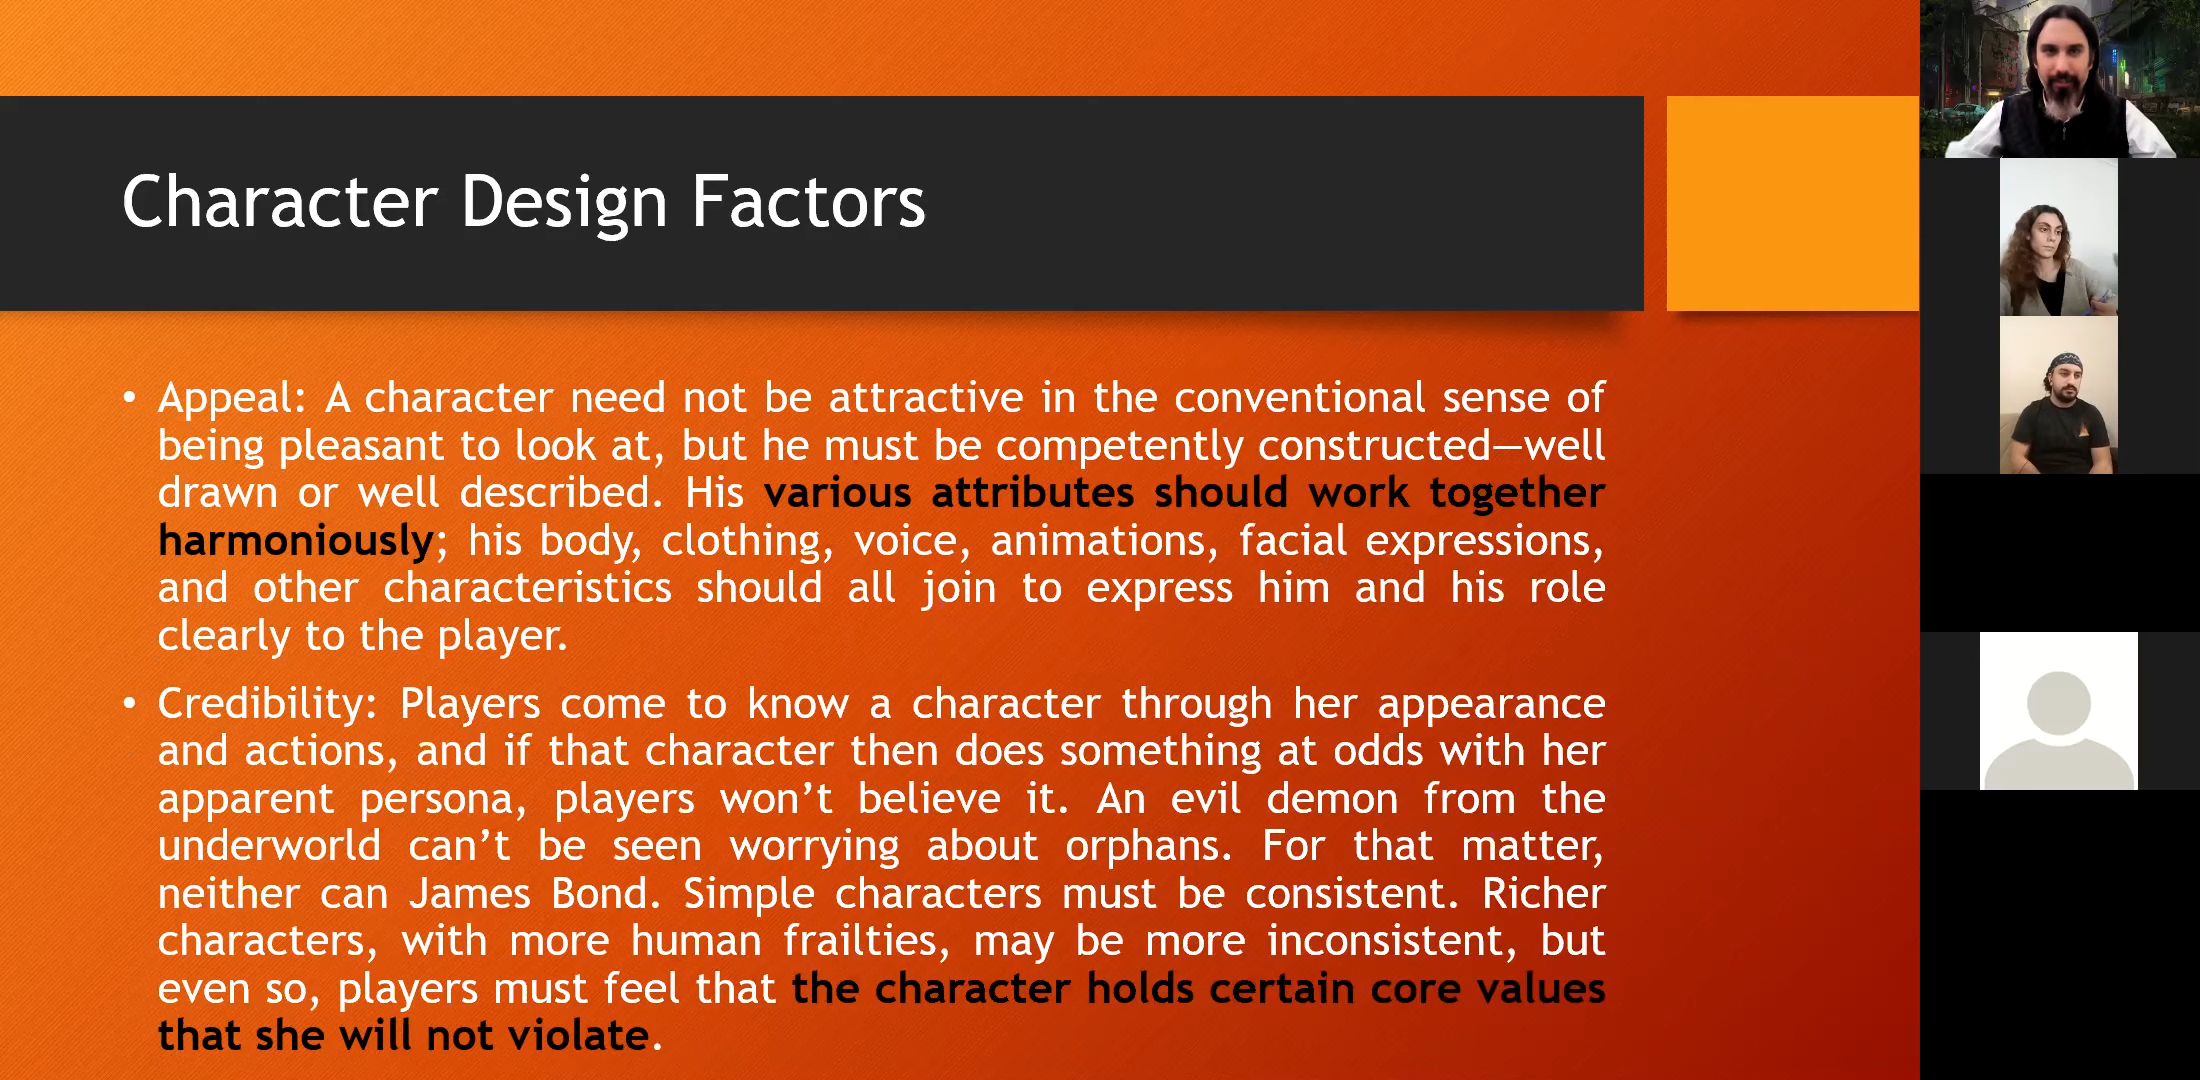 Character Design Factors
• Appeal: A character need not be attractive in the conventional sense of
being pleasant to look at, but he must be competently constructed—well
drawn or well described. His various attributes should work together
harmoniously; his body, clothing, voice, animations, facial expressions,
and other characteristics should all join to express him and his role
clearly to the player.
• Credibility: Players come to know a character through her appearance
and actions, and if that character then does something at odds with her
apparent persona, players won’t believe it. An evil demon from the
underworld can’t be seen worrying about orphans. For that matter,
neither can James Bond. Simple characters must be consistent. Richer
characters, with more human frailties, may be more inconsistent, but
even so, players must feel that the character holds certain core values
that she will not violate.